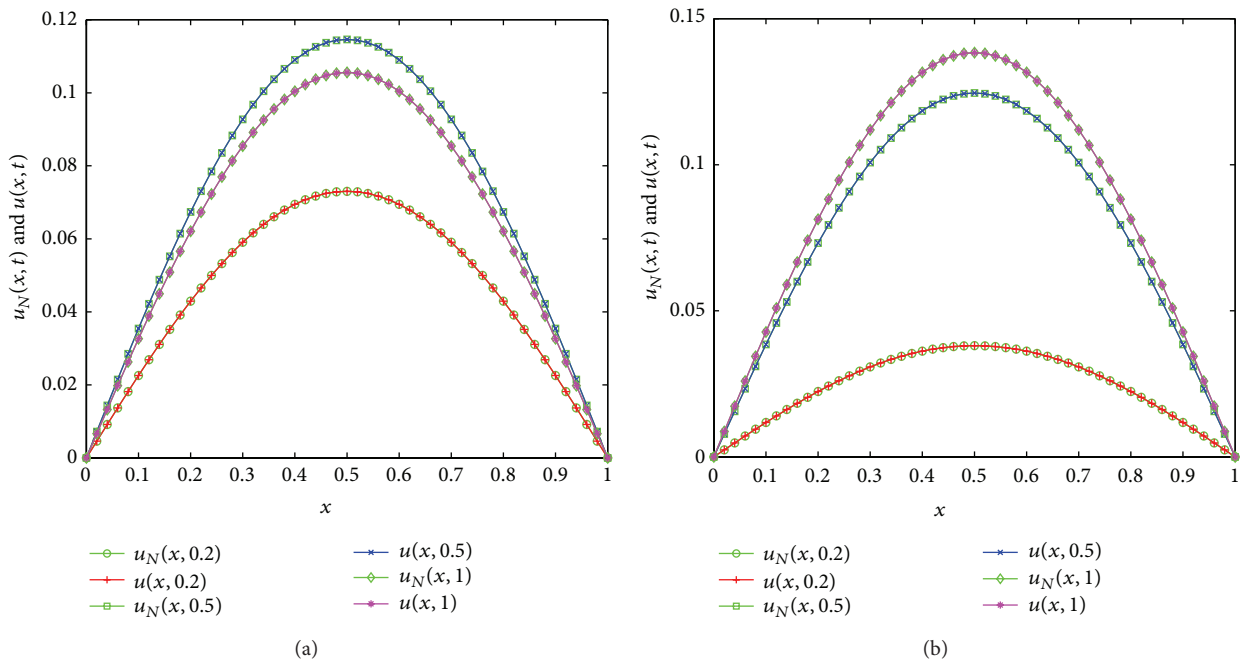 0.12
0.1
0.08
0.06
0.04
0.02
0
u_N(x, t) and u(x, t)
0 0.1 0.2 0.3 0.4 0.5 0.6 0.7 0.8 0.9 1
x
u_N(x, 0.2)
u(x, 0.2)
u_N(x, 0.5)
u(x, 0.5)
u_N(x, 1)
u(x, 1)
(a)
0.15
0.1
0.05
0
u_N(x, t) and u(x, t)
0 0.1 0.2 0.3 0.4 0.5 0.6 0.7 0.8 0.9 1
x
u_N(x, 0.2)
u(x, 0.2)
u_N(x, 0.5)
u(x, 0.5)
u_N(x, 1)
u(x, 1)
(b)